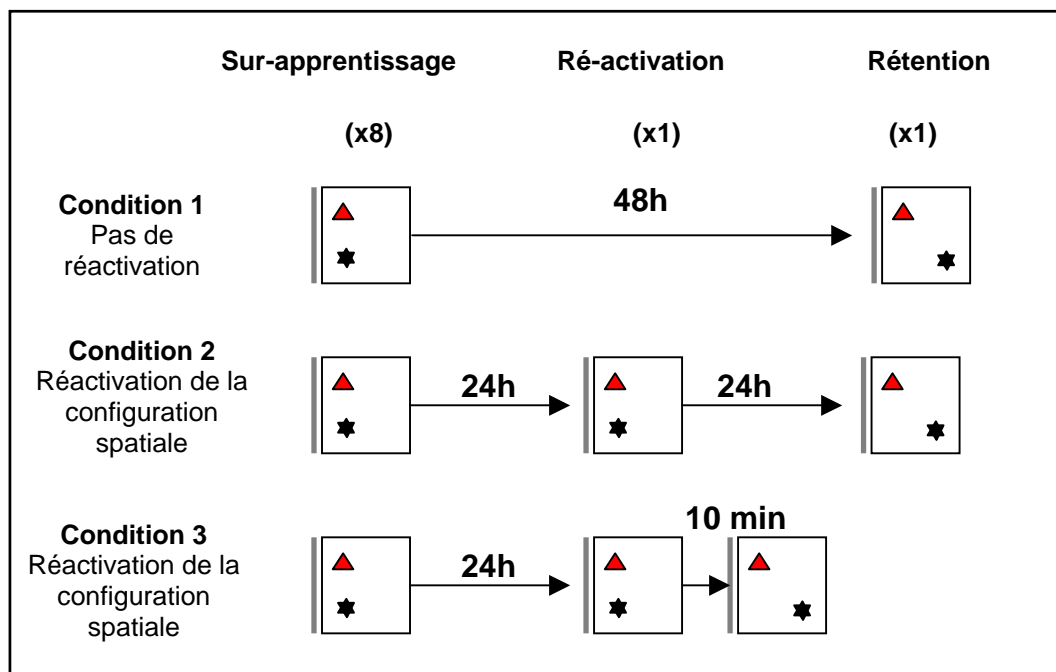 Sur-apprentissage Ré-activation Rétention
(x8) (x1) (x1)
Condition 1
Pas de
réactivation
48h
Condition 2
Réactivation de la
configuration
spatiale
24h
24h
Condition 3
Réactivation de la
configuration
spatiale
24h
10 min